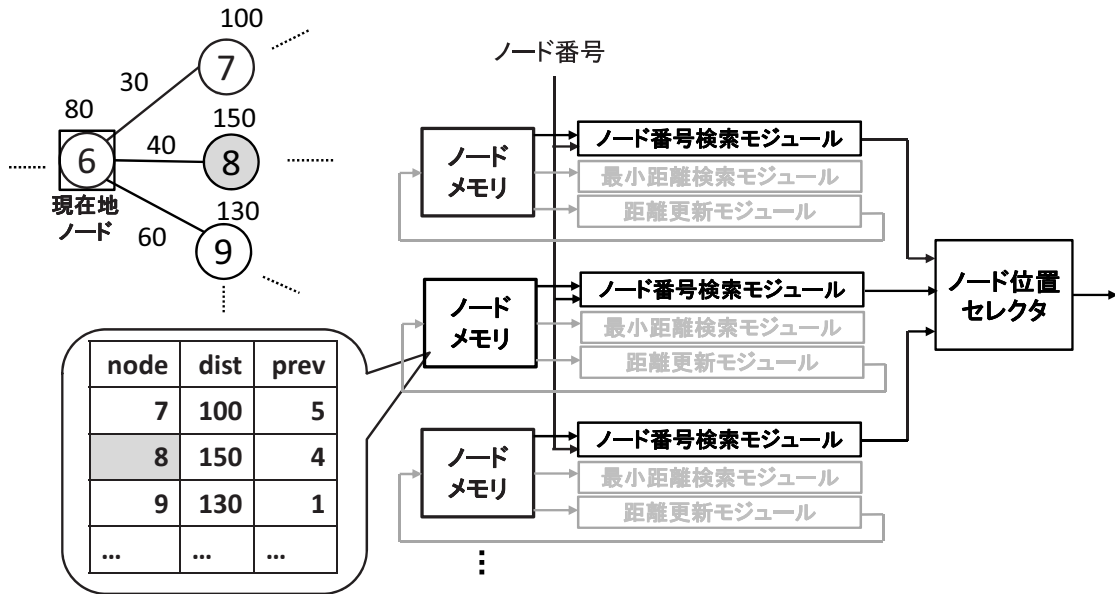 100
7
30
80
150
6
40
8
現在地
ノード
130
60
9
node dist prev
7 100 5
8 150 4
9 130 1
... ... ...
ノード番号
ノード
メモリ
ノード番号検索モジュール
最小距離検索モジュール
距離更新モジュール
ノード
メモリ
ノード番号検索モジュール
最小距離検索モジュール
距離更新モジュール
ノード
メモリ
ノード番号検索モジュール
最小距離検索モジュール
距離更新モジュール
ノード位置
セレクタ